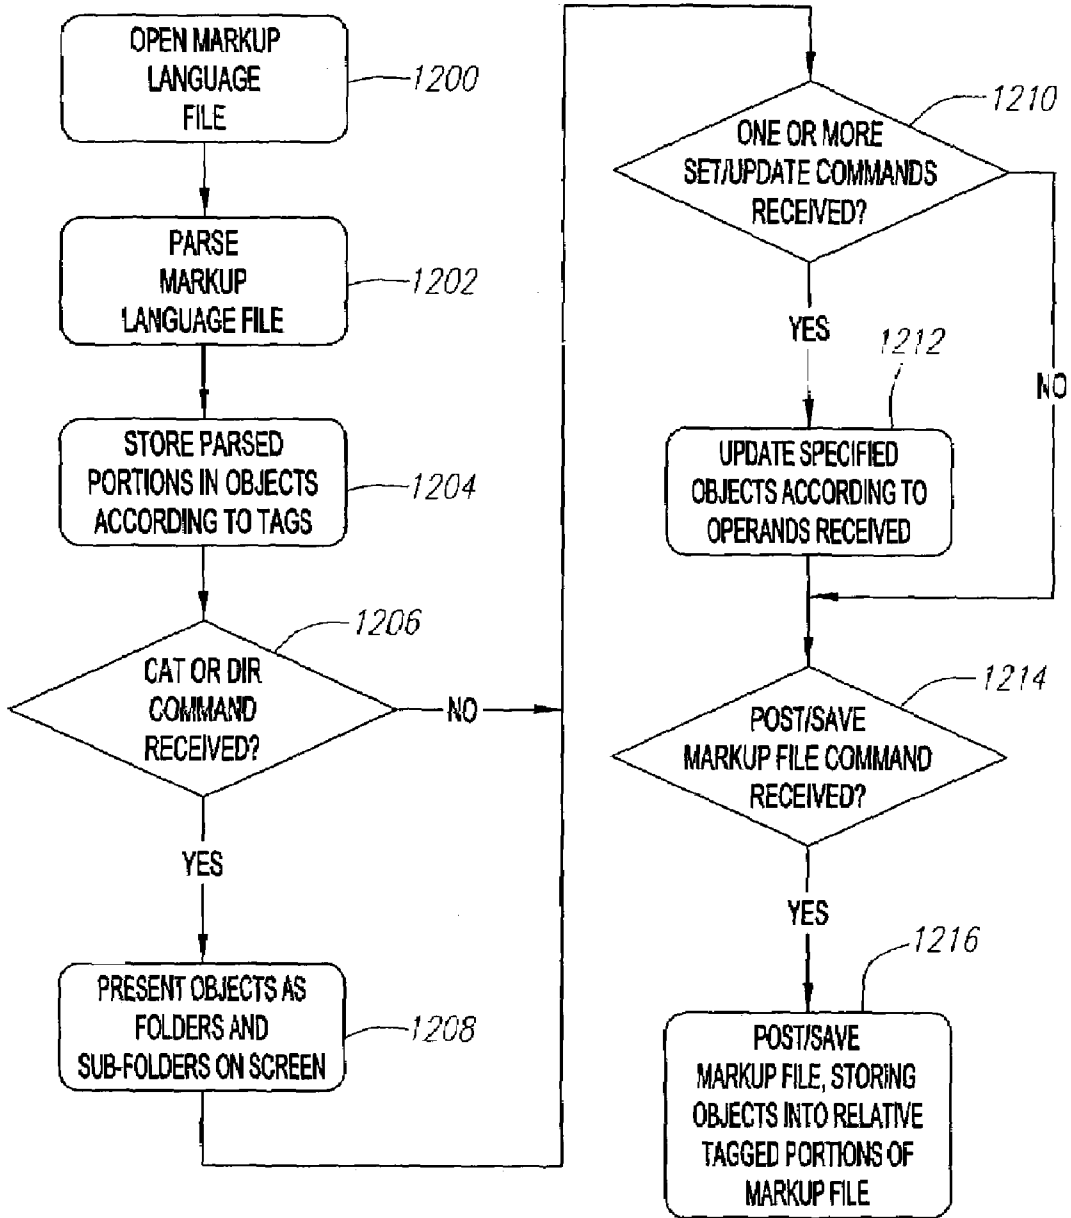 OPEN MARKUP
LANGUAGE
FILE
1200
PARSE
MARKUP
LANGUAGE FILE
1202
STORE PARSED
PORTIONS IN OBJECTS
ACCORDING TO TAGS
1204
CAT OR DIR
COMMAND
RECEIVED?
1206
NO
YES
PRESENT OBJECTS AS
FOLDERS AND
SUB-FOLDERS ON SCREEN
1208
ONE OR MORE
SET/UPDATE COMMANDS
RECEIVED?
1210
YES
NO
1212
UPDATE SPECIFIED
OBJECTS ACCORDING TO
OPERANDS RECEIVED
1214
POST/SAVE
MARKUP FILE COMMAND
RECEIVED?
YES
1216
POST/SAVE
MARKUP FILE, STORING
OBJECTS INTO RELATIVE
TAGGED PORTIONS OF
MARKUP FILE